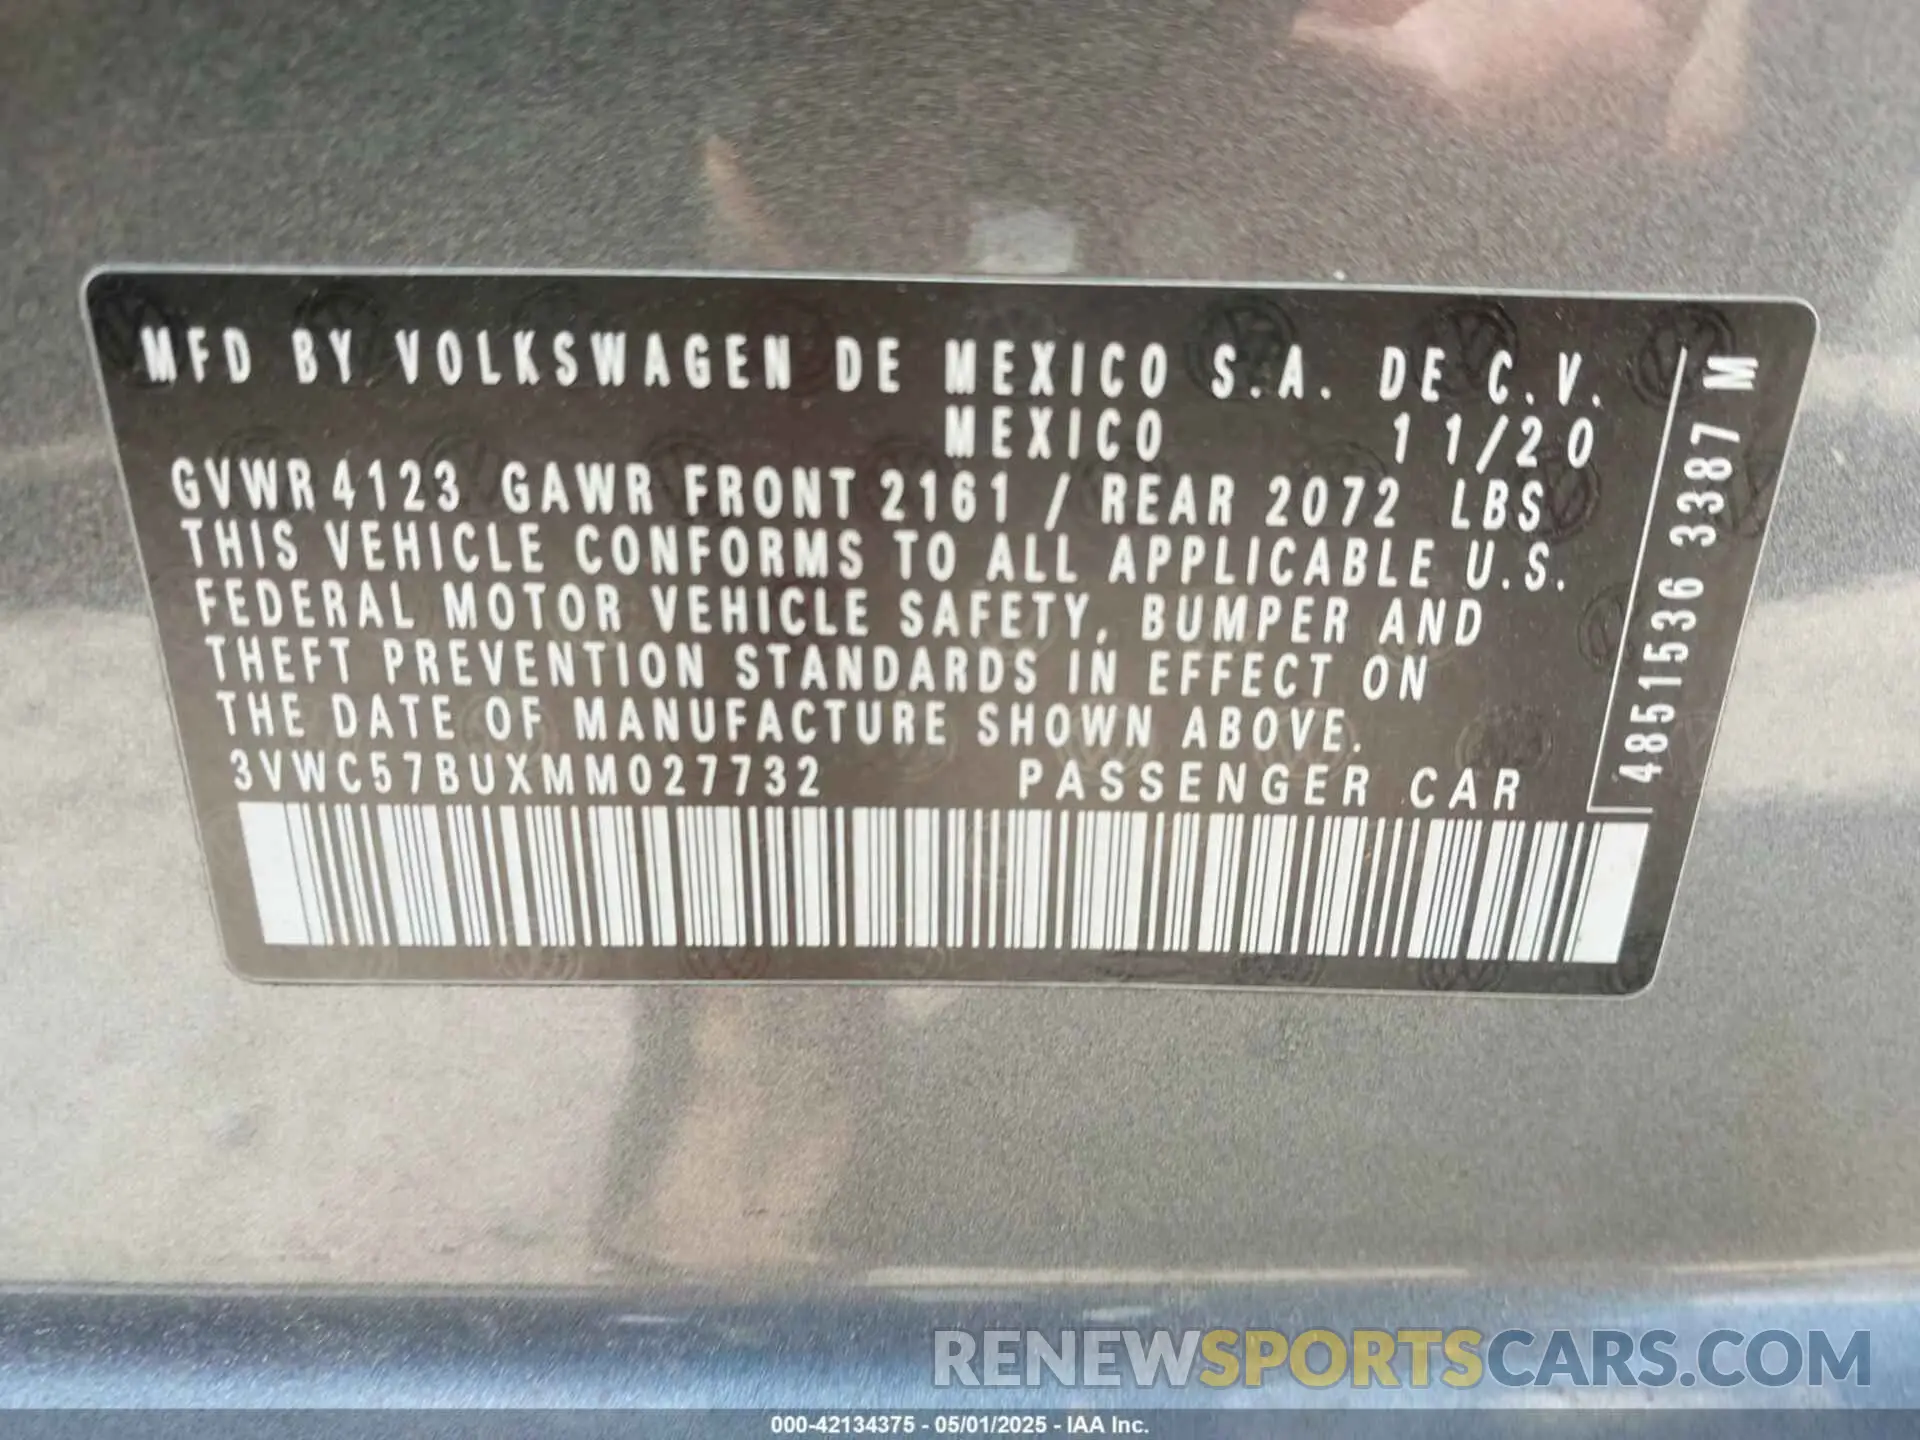 MFD BY VOLKSWAGEN DE MEXICO S.A. DE C.V.
MEXICO 11/20
GVWR 4123 GAWR FRONT 2161 / REAR 2072 LBS
THIS VEHICLE CONFORMS TO ALL APPLICABLE U.S.
FEDERAL MOTOR VEHICLE SAFETY, BUMPER AND
THEFT PREVENTION STANDARDS IN EFFECT ON
THE DATE OF MANUFACTURE SHOWN ABOVE.
3VWC57BUXMM027732 PASSENGER CAR
4851536 3387 M
RENEWSPORTSCARS.COM
000-42134375 - 05/01/2025 - IAA Inc.